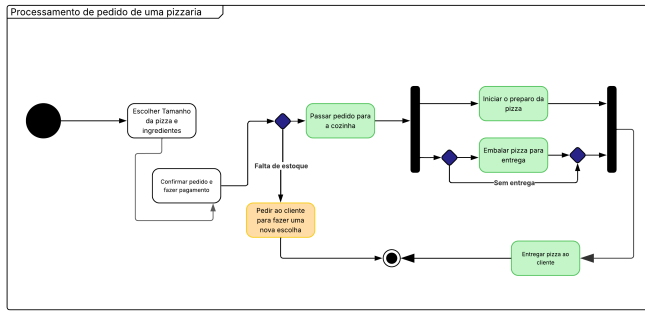 Processamento de pedido de uma pizzaria
Escolher Tamanho
da pizza e
ingredientes
Confirmar pedido e
fazer pagamento
Falta de estoque
Pedir ao cliente
para fazer uma
nova escolha
Passar pedido para
a cozinha
Iniciar o preparo da
pizza
Embalar pizza para
entrega
Sem entrega
Entregar pizza ao
cliente